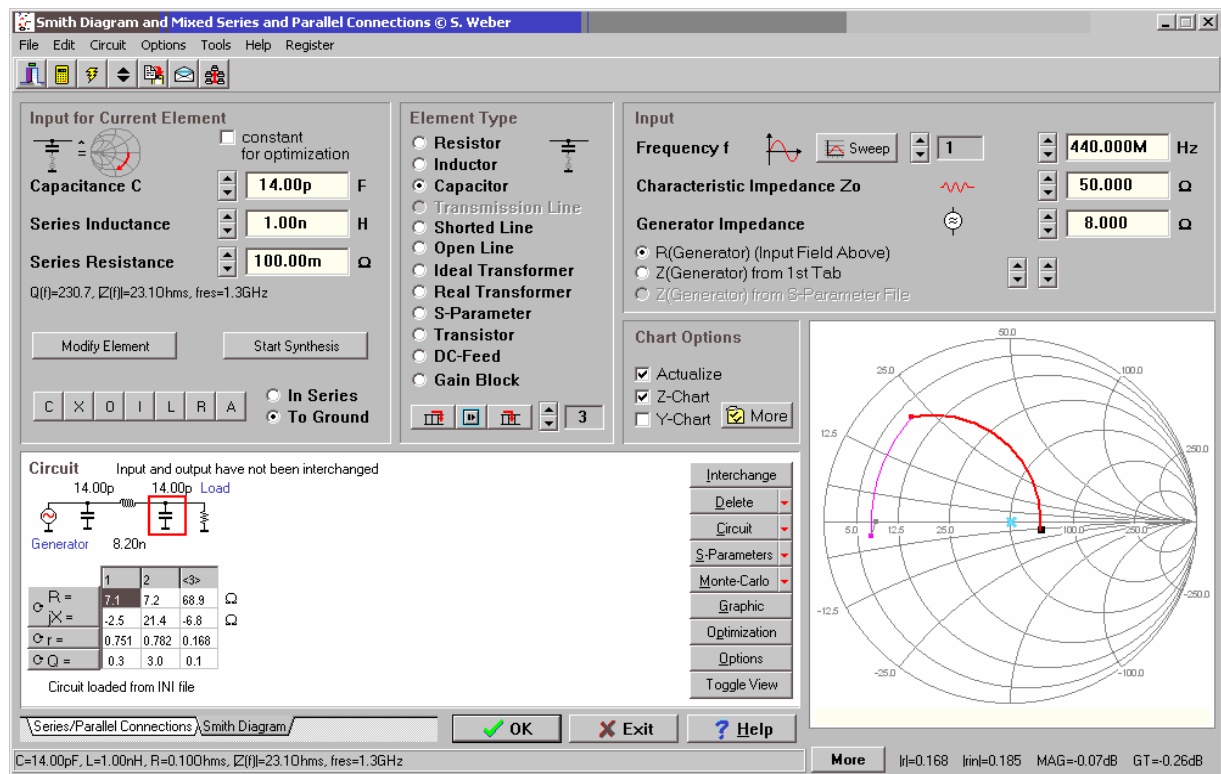 Smith Diagram and Mixed Series and Parallel Connections © S. Weber
File Edit Circuit Options Tools Help Register
Input for Current Element
constant
for optimization
Capacitance C 14.00p F
Series Inductance 1.00n H
Series Resistance 100.00m Ω
Q(f)=230.7, |Z(f)|=23.1Ohms, fres=1.3GHz
Modify Element Start Synthesis
C X O I L R A
In Series
To Ground
Element Type
Resistor
Inductor
Capacitor
Transmission Line
Shorted Line
Open Line
Ideal Transformer
Real Transformer
S-Parameter
Transistor
DC-Feed
Gain Block
3
Input
Frequency f Sweep 1 440.000M Hz
Characteristic Impedance Zo 50.000 Ω
Generator Impedance 8.000 Ω
R(Generator) (Input Field Above)
Z(Generator) from 1st Tab
Z(Generator) from S-Parameter File
Chart Options
Actualize
Z-Chart
Y-Chart More
50.0
25.0 100.0
12.5 250.0
5.0 12.5 25.0 100.0 250.0
-12.5 -250.0
-25.0 -100.0
Circuit Input and output have not been interchanged
14.00p 14.00p Load
Generator 8.20n
1 2 <3>
R = 7.1 7.2 68.9 Ω
jX = -2.5 21.4 -6.8 Ω
r = 0.751 0.782 0.168
Q = 0.3 3.0 0.1
Circuit loaded from INI file
Interchange
Delete
Circuit
S-Parameters
Monte-Carlo
Graphic
Optimization
Options
Toggle View
Series/Parallel Connections Smith Diagram
OK Exit Help
C=14.00pF, L=1.00nH, R=0.100hms, |Z(f)|=23.1Ohms, fres=1.3GHz
More |r|=0.168 |rin|=0.185 MAG=-0.07dB GT=-0.26dB